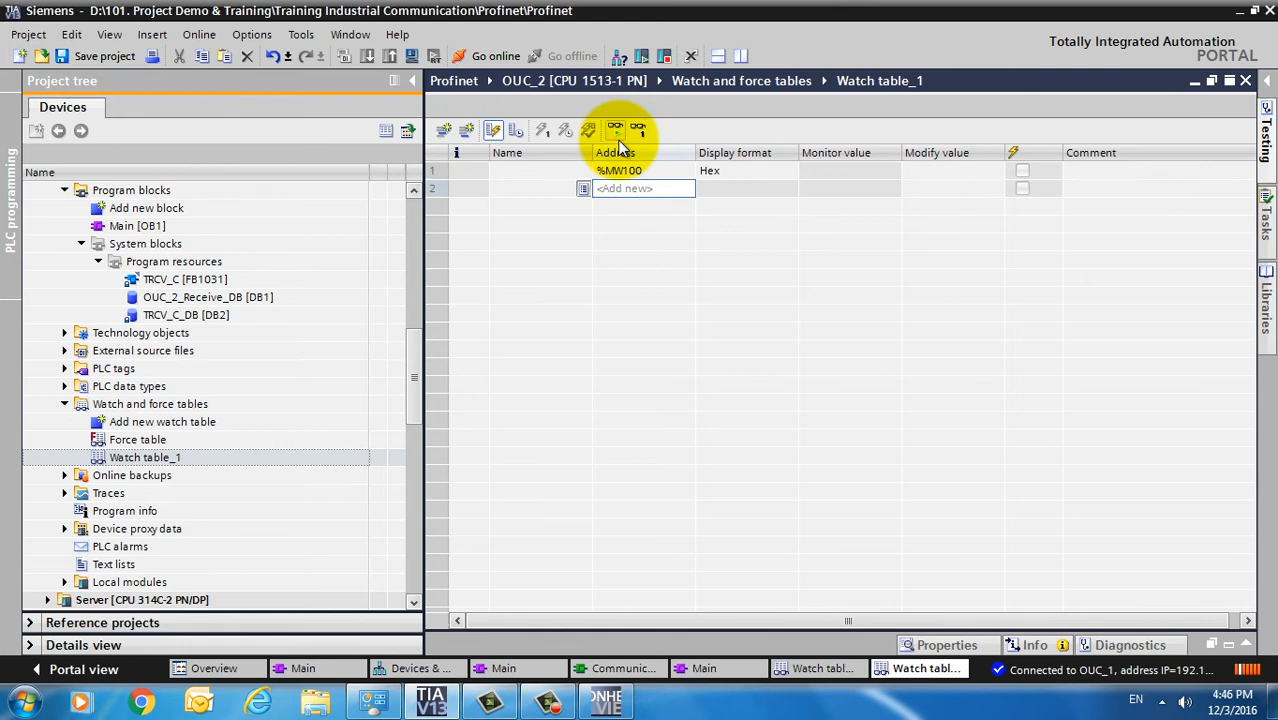 TIA V13 Siemens - D:\101. Project Demo & Training\Training Industrial Communication\Profinet\Profinet
Project Edit View Insert Online Options Tools Window Help
Totally Integrated Automation
PORTAL
Save project Go online Go offline
Project tree
Profinet OUC_2 [CPU 1513-1 PN] Watch and force tables Watch table_1
Devices
PLC programming
Testing
Tasks
Libraries
Name
i Name Address Display format Monitor value Modify value Comment
1 %MW100 Hex
2 <Add new>
Program blocks
Add new block
Main [OB1]
System blocks
Program resources
TRCV_C [FB1031]
OUC_2_Receive_DB [DB1]
TRCV_C_DB [DB2]
Technology objects
External source files
PLC tags
PLC data types
Watch and force tables
Add new watch table
Force table
Watch table_1
Online backups
Traces
Program info
Device proxy data
PLC alarms
Text lists
Local modules
Server [CPU 314C-2 PN/DP]
Reference projects
Details view
Properties Info Diagnostics
Portal view Overview Main Devices & ... Main Communic... Main Watch tabl... Watch tabl... Connected to OUC_1, address IP=192.1...
TIA V13
EN
4:46 PM
12/3/2016